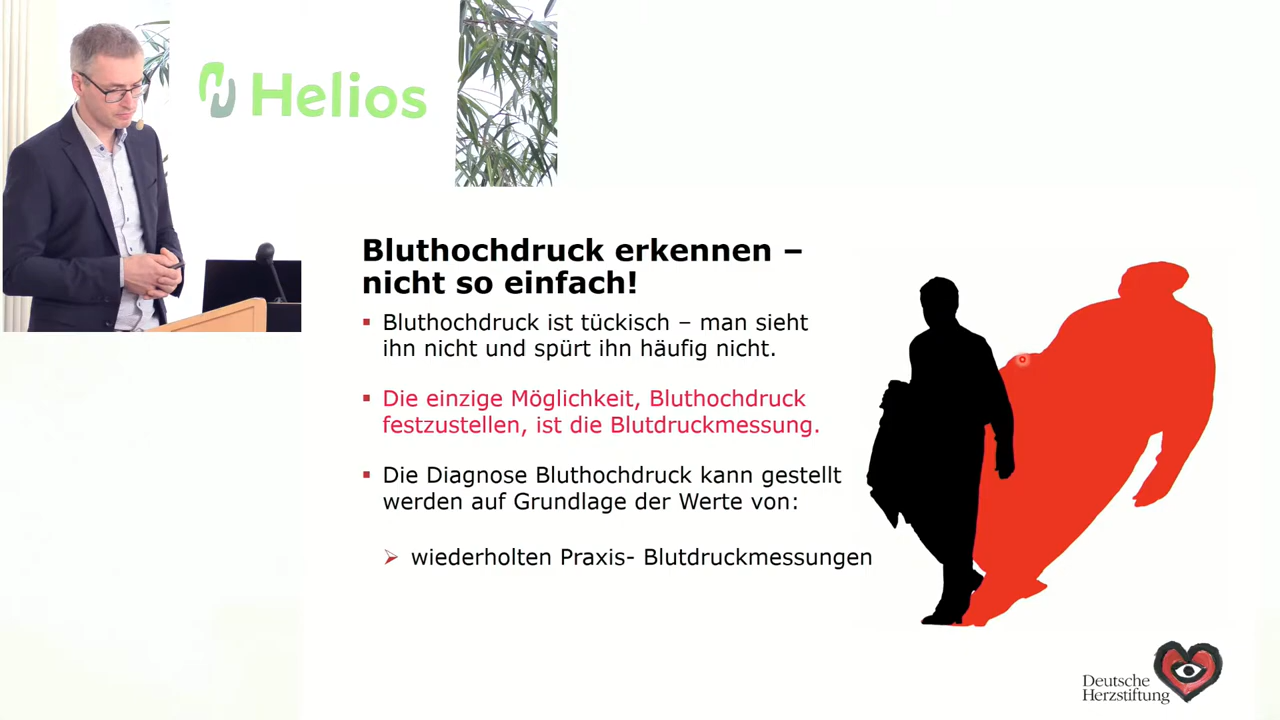 Helios
Bluthochdruck erkennen –
nicht so einfach!
▪ Bluthochdruck ist tückisch – man sieht
ihn nicht und spürt ihn häufig nicht.
▪ Die einzige Möglichkeit, Bluthochdruck
festzustellen, ist die Blutdruckmessung.
▪ Die Diagnose Bluthochdruck kann gestellt
werden auf Grundlage der Werte von:
➢ wiederholten Praxis- Blutdruckmessungen
Deutsche
Herzstiftung